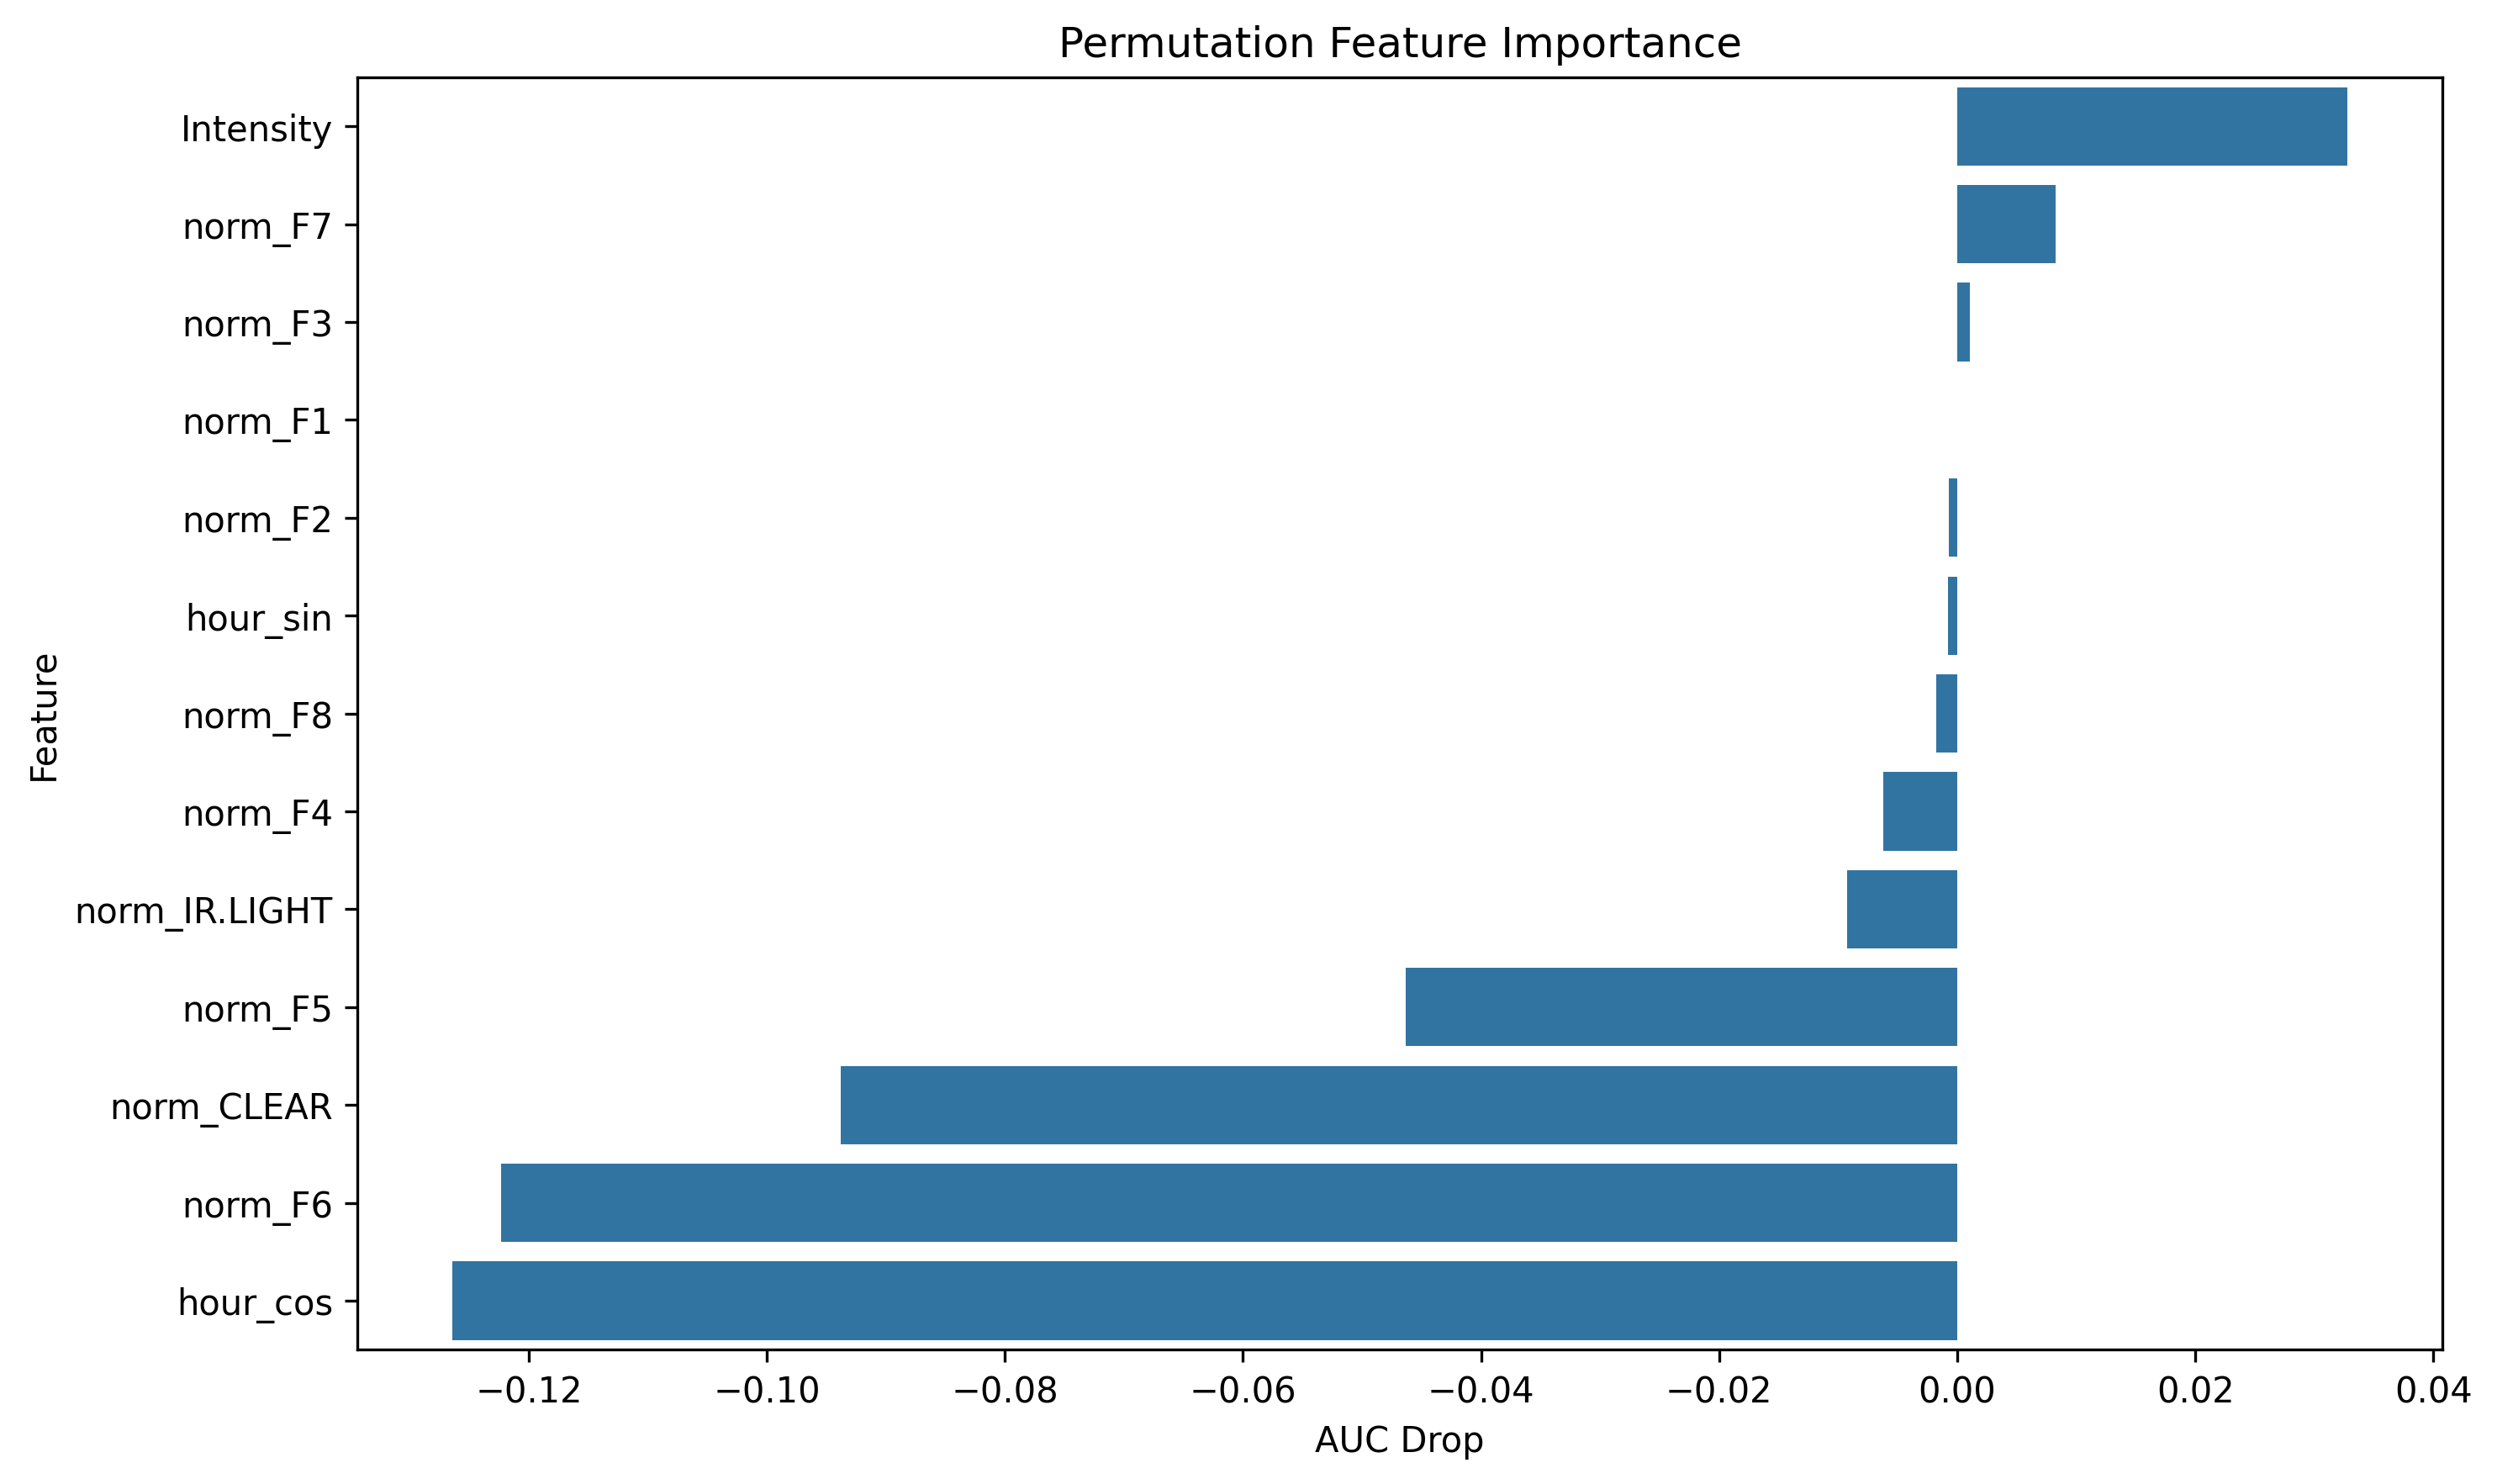 Permutation Feature Importance
Intensity
norm_F7
norm_F3
norm_F1
norm_F2
hour_sin
norm_F8
norm_F4
norm_IR.LIGHT
norm_F5
norm_CLEAR
norm_F6
hour_cos
Feature
−0.12 −0.10 −0.08 −0.06 −0.04 −0.02 0.00 0.02 0.04
AUC Drop